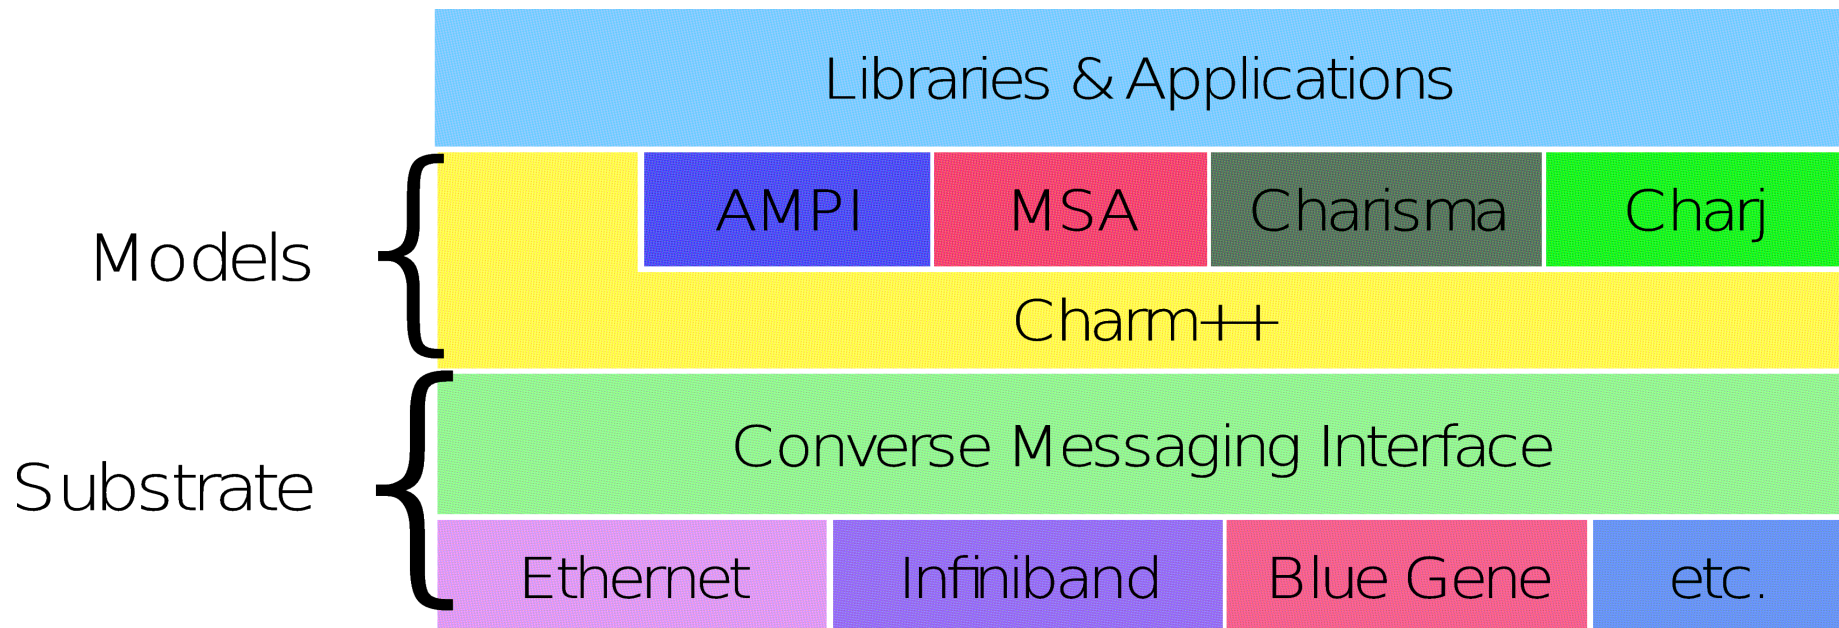 Libraries & Applications
AMPI MSA Charisma Charj
Models
Charm++
Converse Messaging Interface
Substrate
Ethernet Infiniband Blue Gene etc.